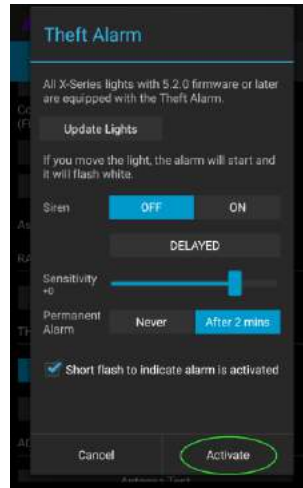 Theft Alarm
All X-Series lights with 5.2.0 firmware or later
are equipped with the Theft Alarm.
Update Lights
If you move the light, the alarm will start and
it will flash white.
Siren OFF ON
DELAYED
Sensitivity
+0
Permanent
Alarm Never After 2 mins
Short flash to indicate alarm is activated
Cancel Activate
Antenna Test